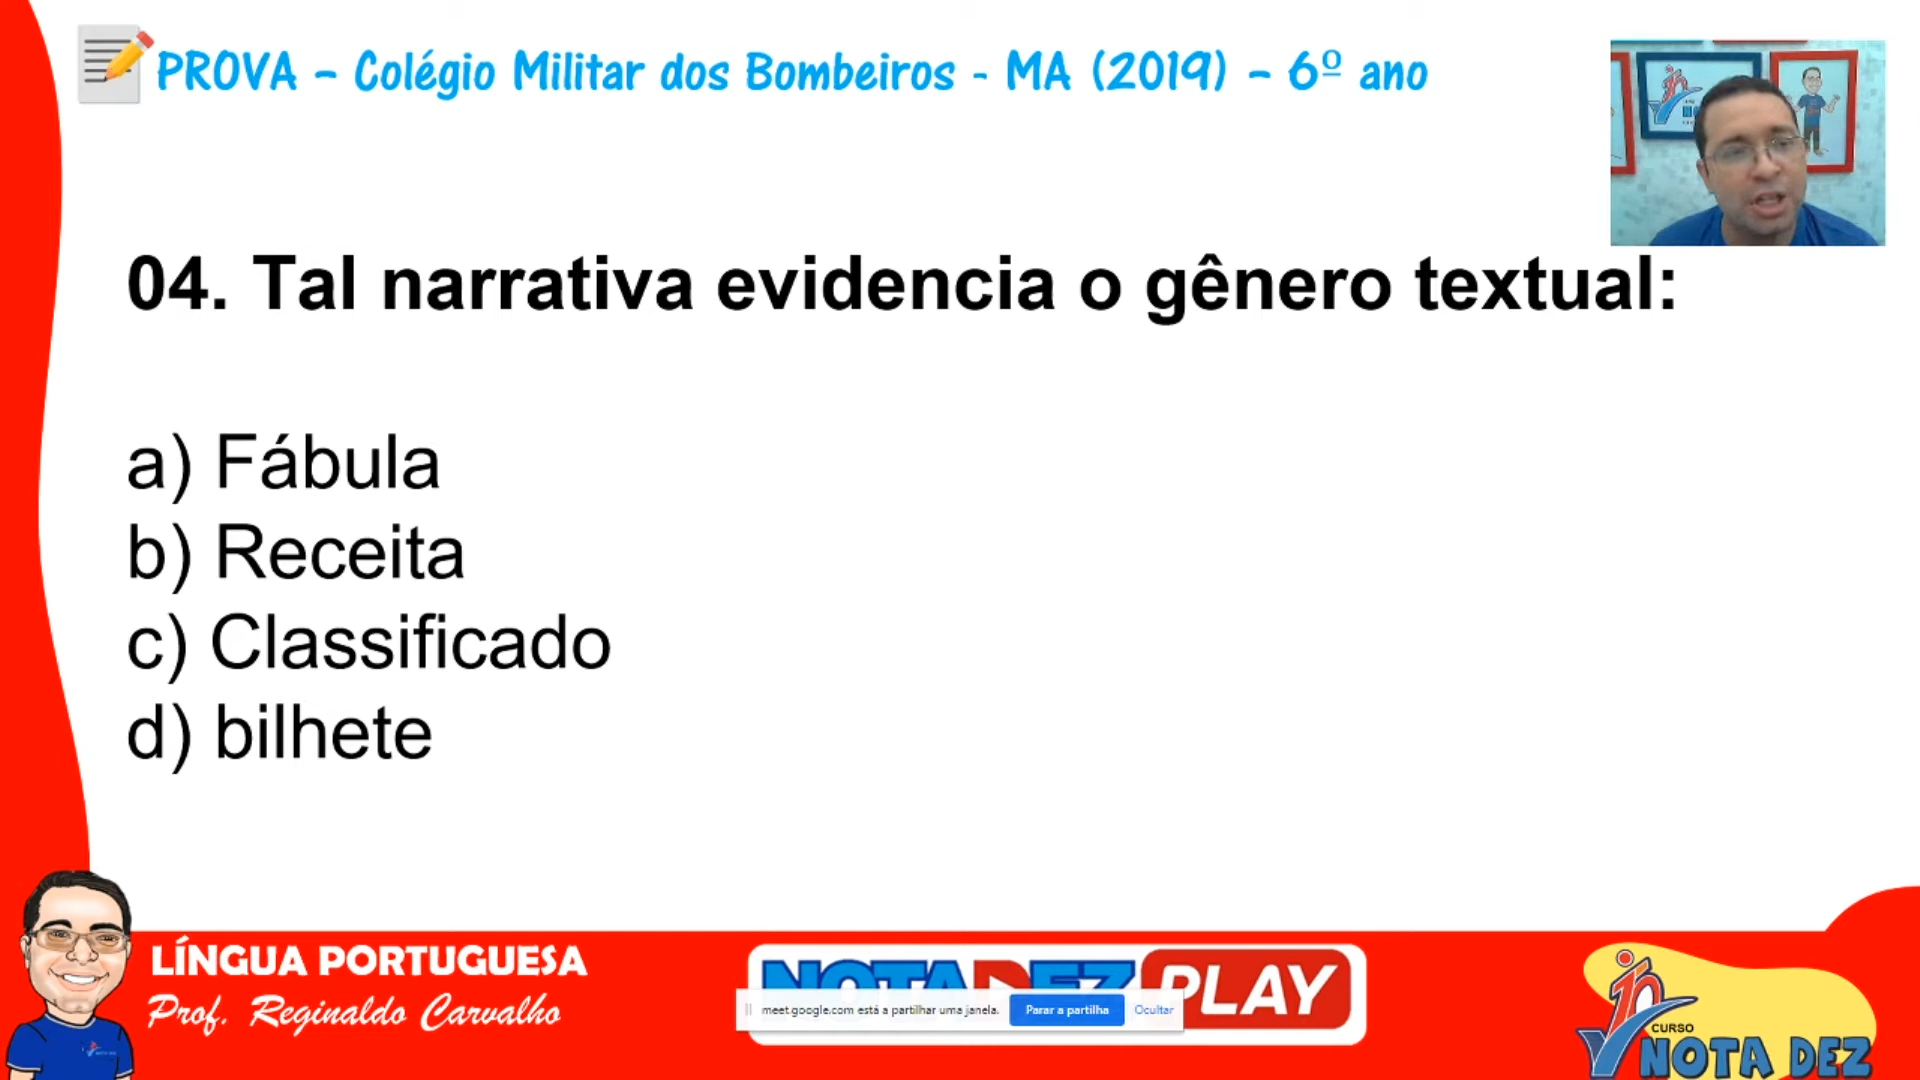 PROVA – Colégio Militar dos Bombeiros - MA (2019) – 6º ano
04. Tal narrativa evidencia o gênero textual:
a) Fábula
b) Receita
c) Classificado
d) bilhete
LÍNGUA PORTUGUESA
Prof. Reginaldo Carvalho
NOTA DEZ PLAY
meet.google.com está a partilhar uma janela.
Parar a partilha
Ocultar
CURSO
NOTA DEZ